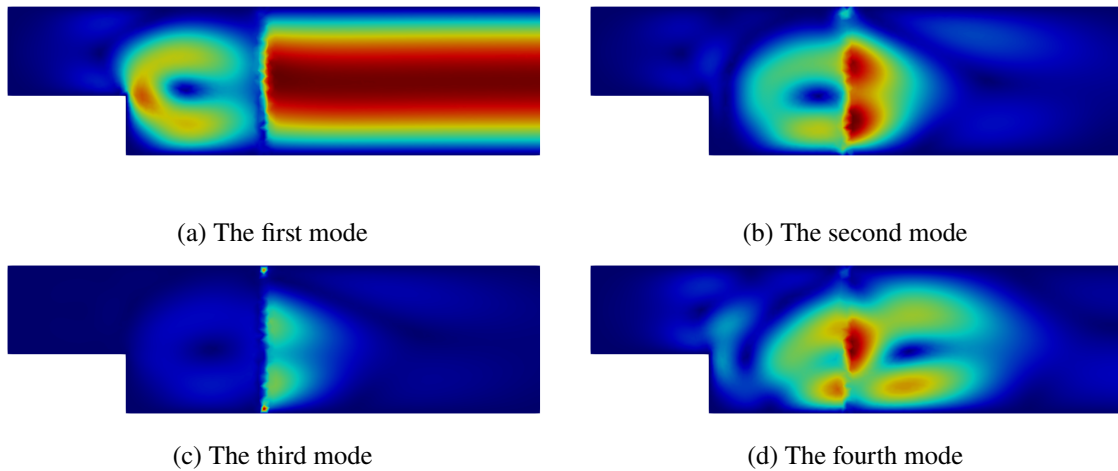 (a) The first mode
(b) The second mode
(c) The third mode
(d) The fourth mode